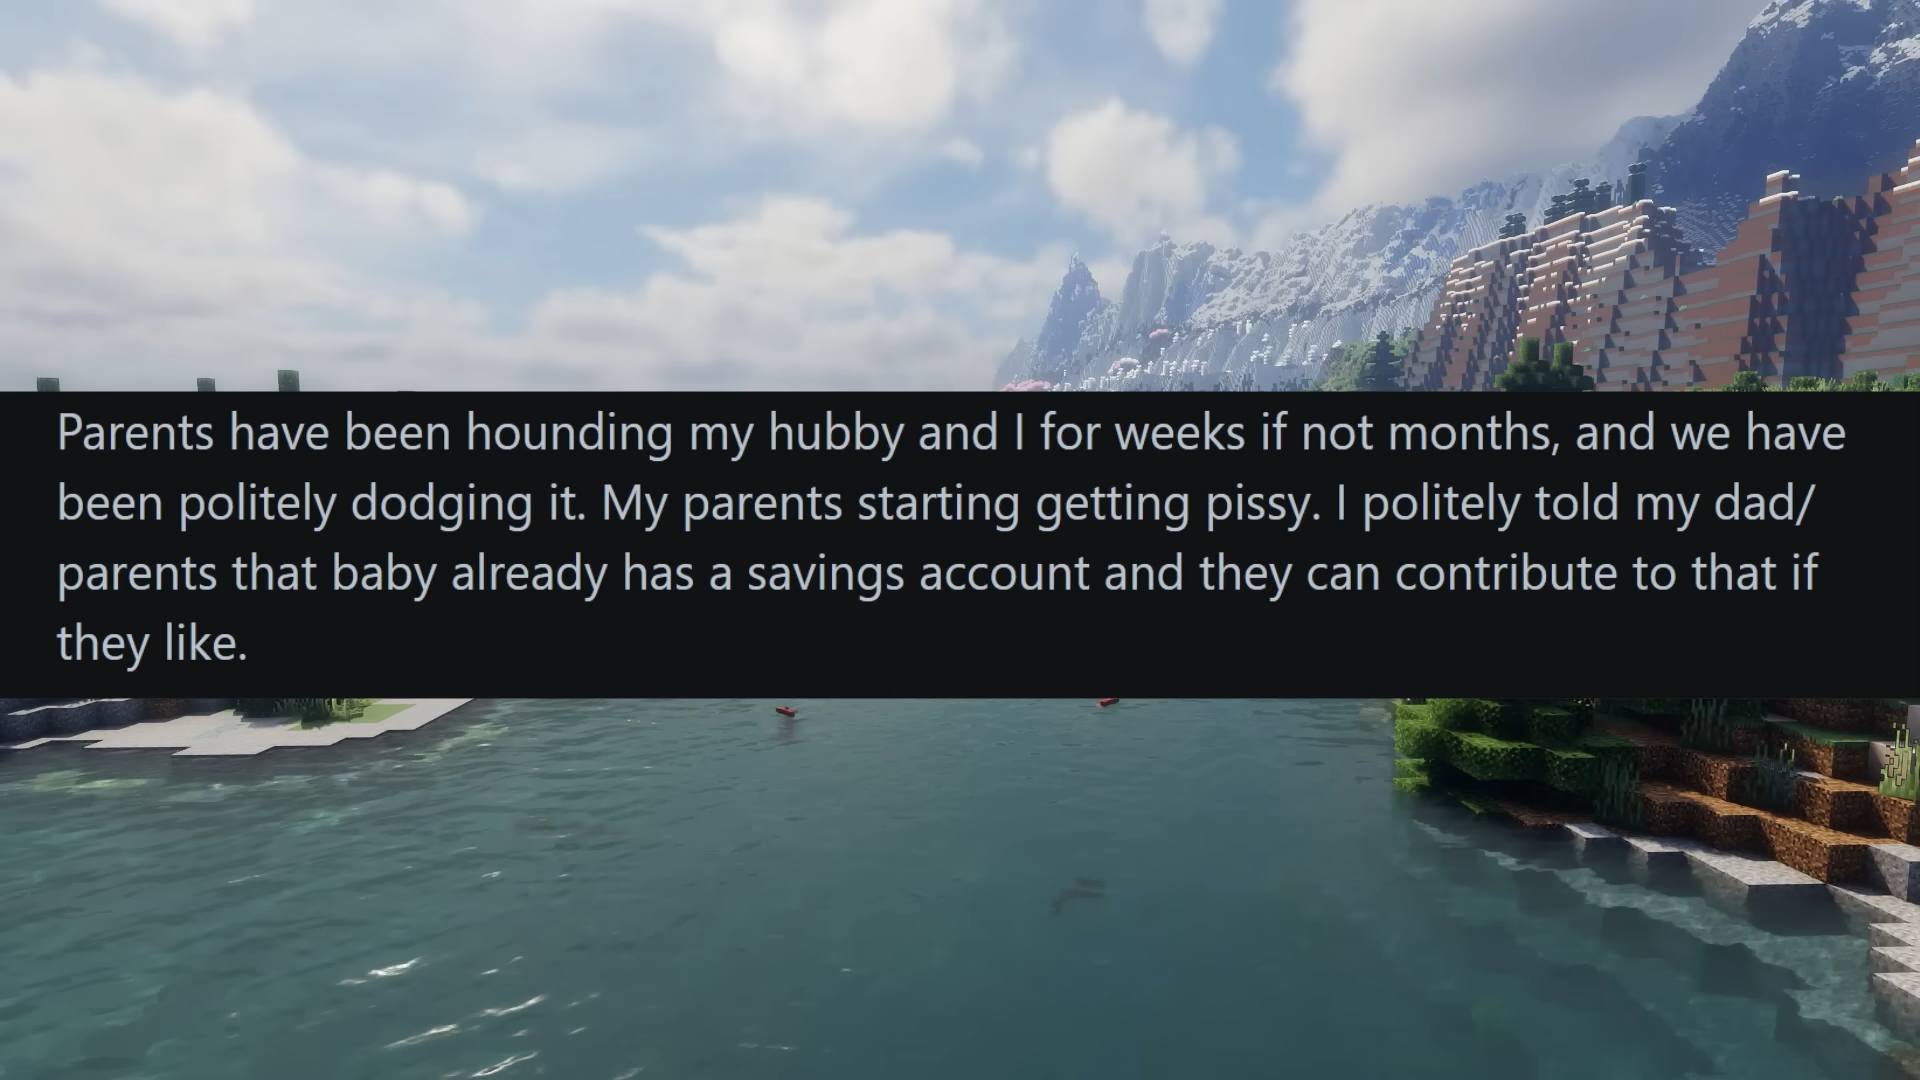 Parents have been hounding my hubby and I for weeks if not months, and we have
been politely dodging it. My parents starting getting pissy. I politely told my dad/
parents that baby already has a savings account and they can contribute to that if
they like.